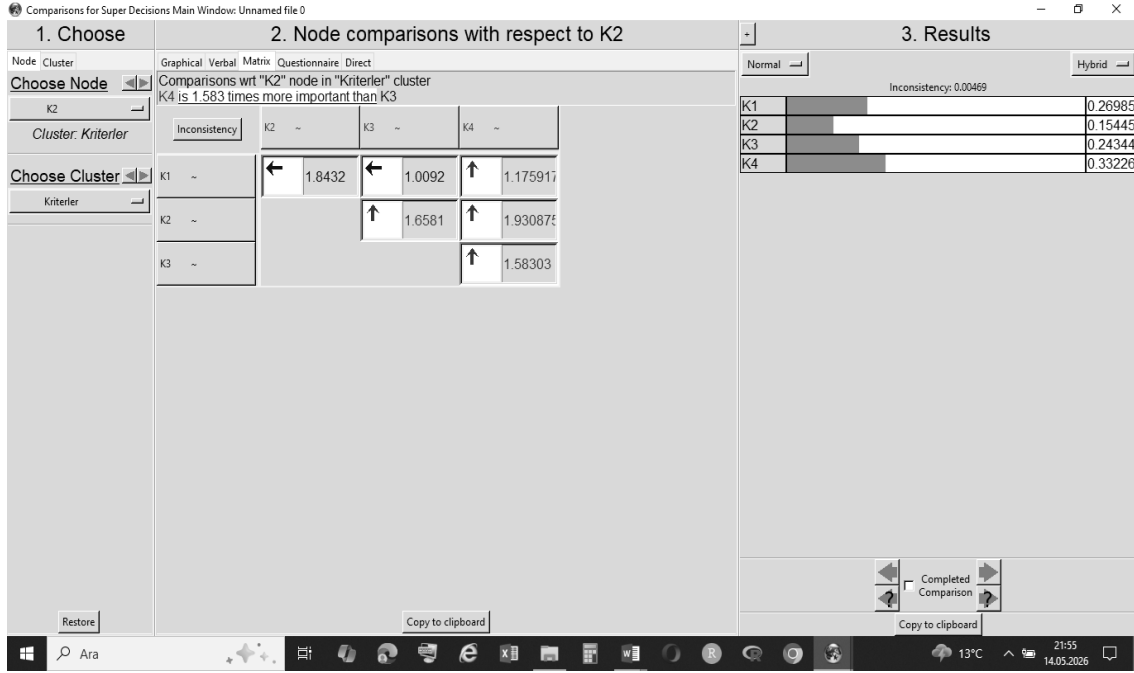 Comparisons for Super Decisions Main Window: Unnamed file 0
1. Choose
2. Node comparisons with respect to K2
+
3. Results
Node Cluster
Graphical Verbal Matrix Questionnaire Direct
Normal
Hybrid
Choose Node
Comparisons wrt "K2" node in "Kriterler" cluster
K4 is 1.583 times more important than K3
Inconsistency: 0.00469
K2
Cluster: Kriterler
Choose Cluster
Kriterler
Inconsistency K2 ~ K3 ~ K4 ~
K1 ~ 1.8432 1.0092 1.175917
K2 ~ 1.6581 1.930875
K3 ~ 1.58303
K1 0.26985
K2 0.15445
K3 0.24344
K4 0.33226
Completed
Comparison
Restore
Copy to clipboard
Copy to clipboard
Ara
13°C
21:55
14.05.2026